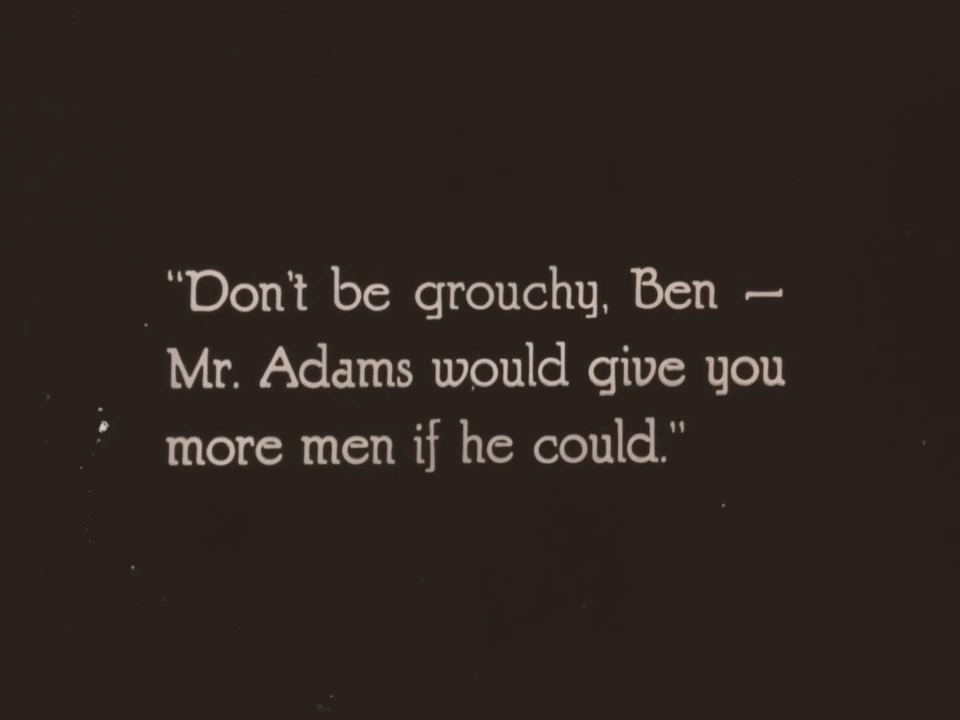 "Don't be grouchy, Ben —
Mr. Adams would give you
more men if he could."